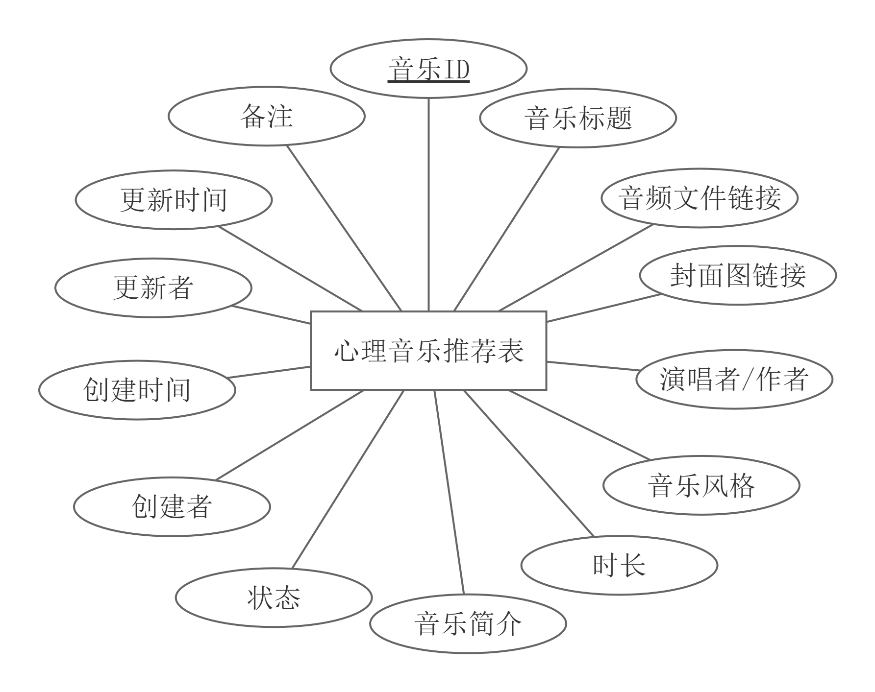 音乐ID
音乐标题
音频文件链接
封面图链接
演唱者/作者
音乐风格
时长
音乐简介
状态
创建者
创建时间
更新者
更新时间
备注
心理音乐推荐表